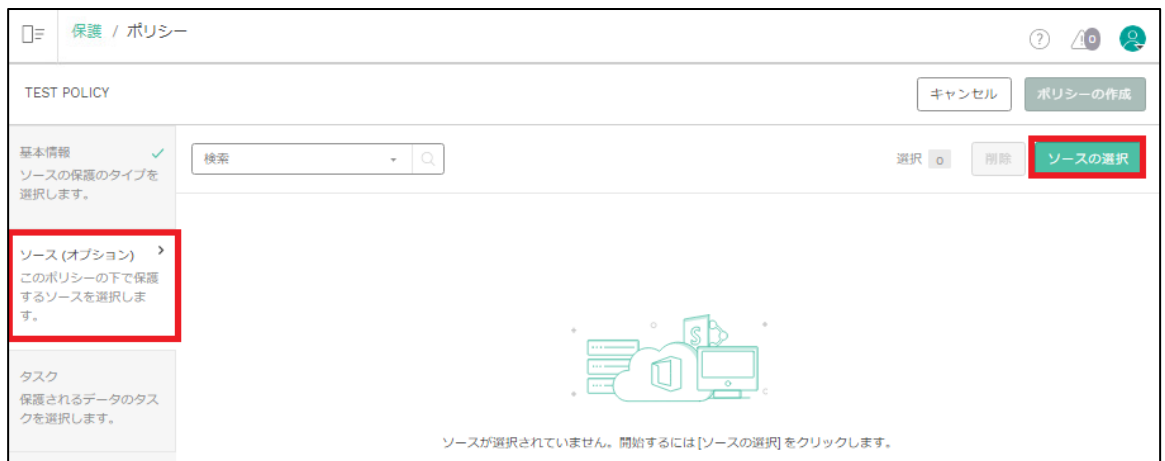 保護 / ポリシー
? 0
TEST POLICY
キャンセル
ポリシーの作成
基本情報
ソースの保護のタイプを
選択します。
検索
選択 0
削除
ソースの選択
ソース (オプション)
このポリシーの下で保護
するソースを選択しま
す。
S
タスク
保護されるデータのタス
クを選択します。
ソースが選択されていません。開始するには [ソースの選択] をクリックします。